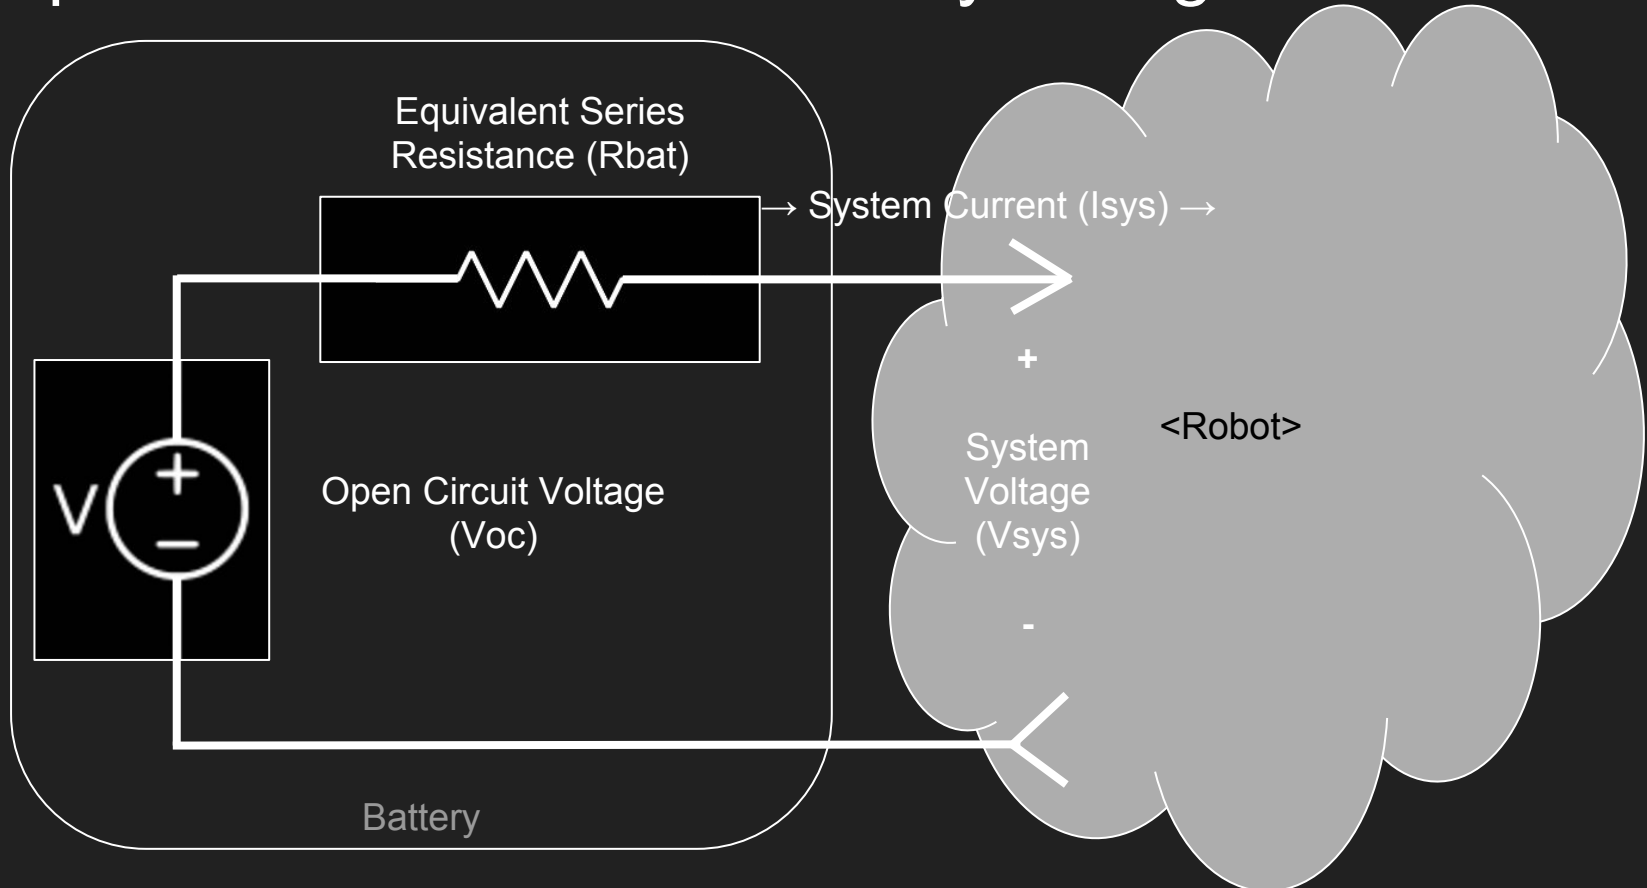 Equivalent Series
Resistance (Rbat)
→ System Current (Isys) →
+
System
Voltage
(Vsys)
-
<Robot>
V
+
−
Open Circuit Voltage
(Voc)
Battery